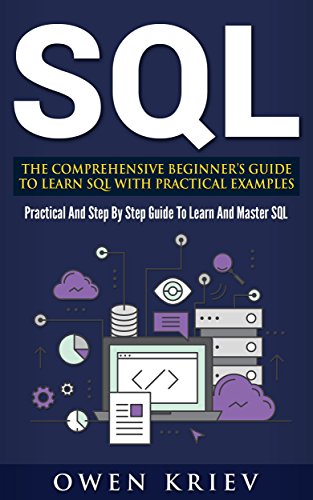 SQL
THE COMPREHENSIVE BEGINNER'S GUIDE
TO LEARN SQL WITH PRACTICAL EXAMPLES
Practical And Step By Step Guide To Learn And Master SQL
</>
OWEN KRIEV